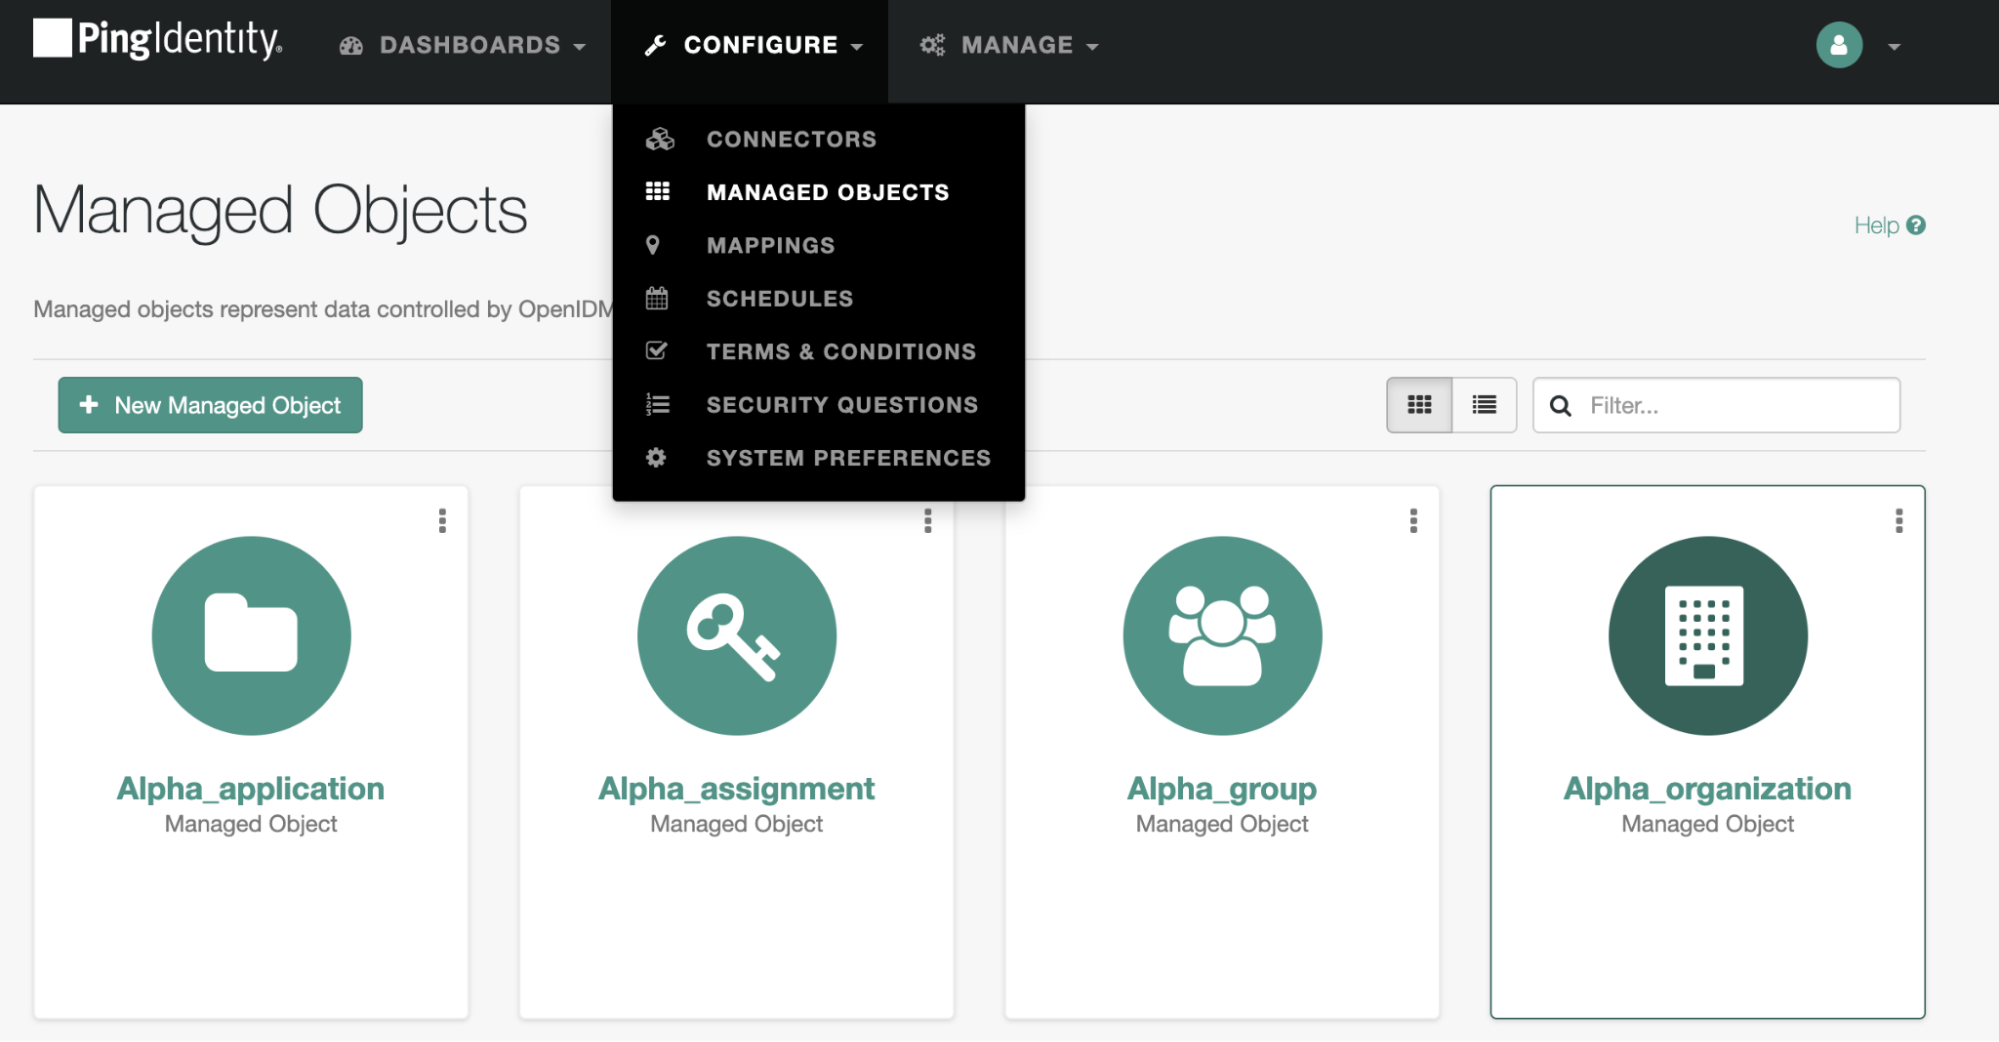 PingIdentity®
DASHBOARDS
CONFIGURE
MANAGE
CONNECTORS
MANAGED OBJECTS
MAPPINGS
SCHEDULES
TERMS & CONDITIONS
SECURITY QUESTIONS
SYSTEM PREFERENCES
Managed Objects
Help ?
Managed objects represent data controlled by OpenIDM
+ New Managed Object
Filter...
Alpha_application
Managed Object
Alpha_assignment
Managed Object
Alpha_group
Managed Object
Alpha_organization
Managed Object